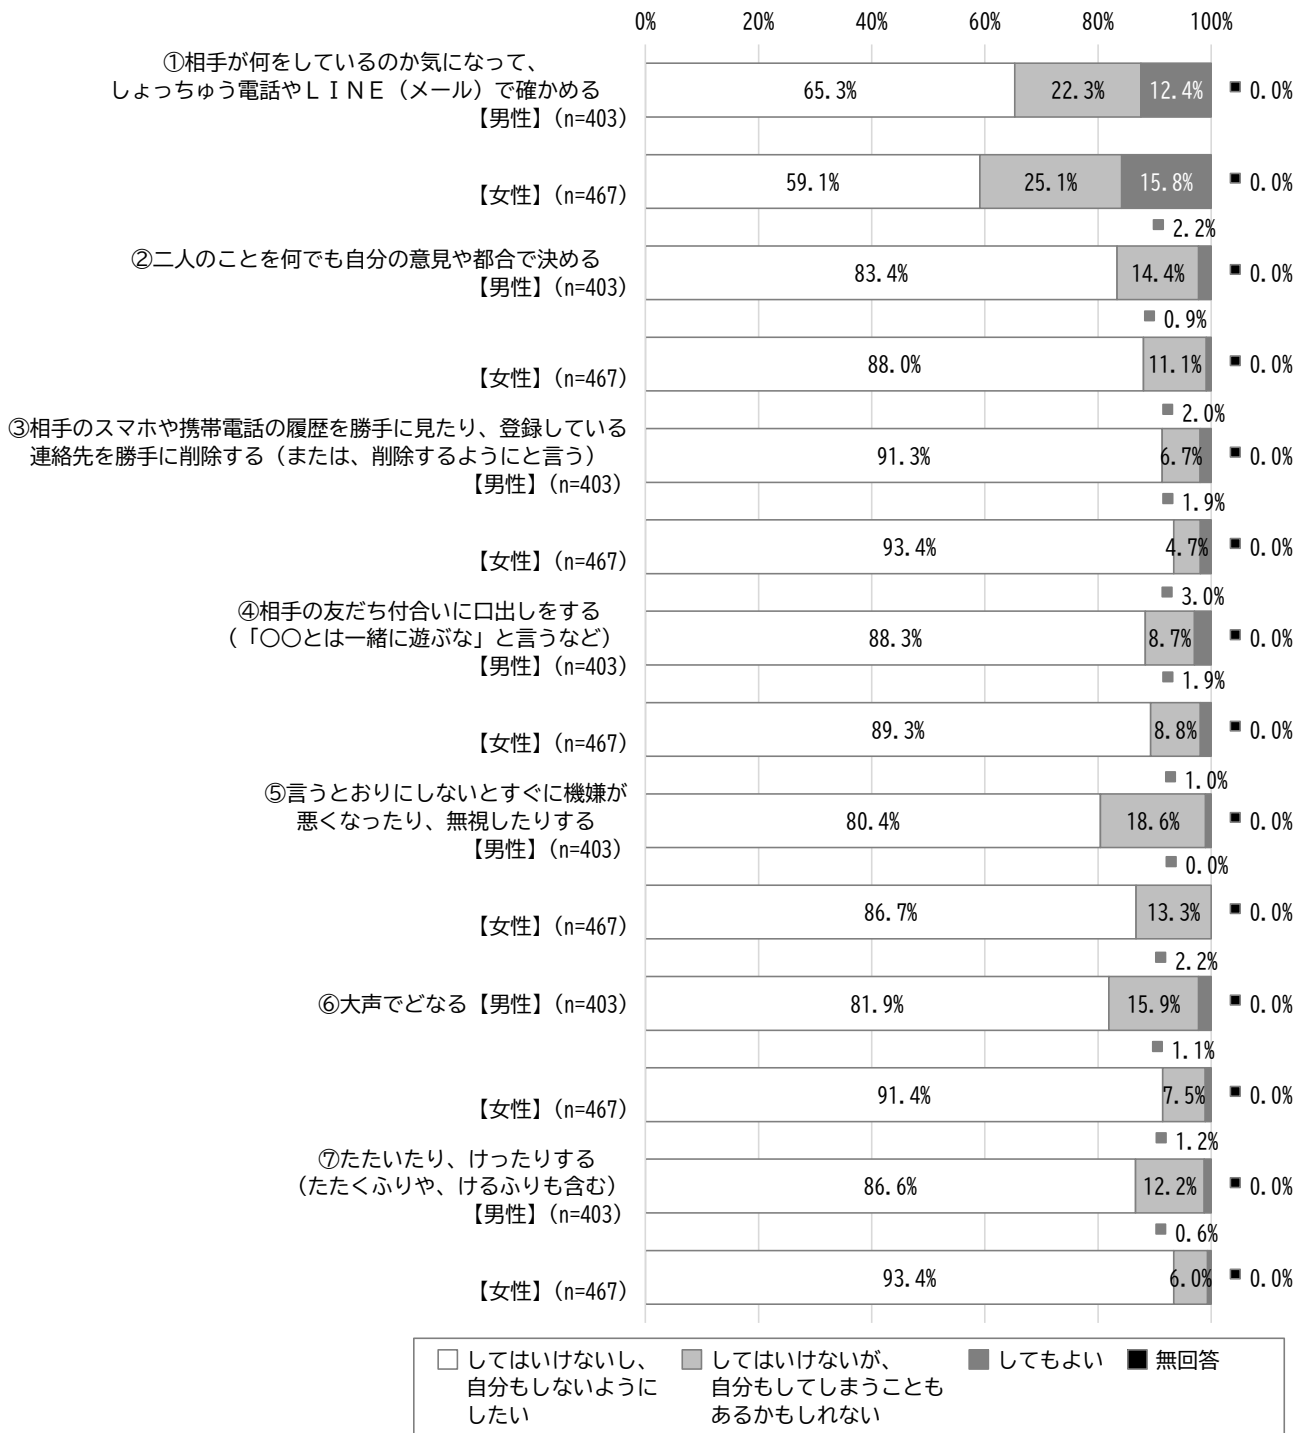 0% 20% 40% 60% 80% 100%
①相手が何をしているのか気になって、
しょっちゅう電話やＬＩＮＥ（メール）で確かめる
【男性】(n=403)
65.3% 22.3% 12.4% 0.0%
【女性】(n=467)
59.1% 25.1% 15.8% 0.0%
2.2%
②二人のことを何でも自分の意見や都合で決める
【男性】(n=403)
83.4% 14.4% 0.0%
0.9%
【女性】(n=467)
88.0% 11.1% 0.0%
2.0%
③相手のスマホや携帯電話の履歴を勝手に見たり、登録している
連絡先を勝手に削除する（または、削除するようにと言う）
【男性】(n=403)
91.3% 6.7% 0.0%
1.9%
【女性】(n=467)
93.4% 4.7% 0.0%
3.0%
④相手の友だち付合いに口出しをする
（「〇〇とは一緒に遊ぶな」と言うなど）
【男性】(n=403)
88.3% 8.7% 0.0%
1.9%
【女性】(n=467)
89.3% 8.8% 0.0%
1.0%
⑤言うとおりにしないとすぐに機嫌が
悪くなったり、無視したりする
【男性】(n=403)
80.4% 18.6% 0.0%
0.0%
【女性】(n=467)
86.7% 13.3% 0.0%
2.2%
⑥大声でどなる【男性】(n=403)
81.9% 15.9% 0.0%
1.1%
【女性】(n=467)
91.4% 7.5% 0.0%
1.2%
⑦たたいたり、けったりする
（たたくふりや、けるふりも含む）
【男性】(n=403)
86.6% 12.2% 0.0%
0.6%
【女性】(n=467)
93.4% 6.0% 0.0%
してはいけないし、
自分もしないように
したい
してはいけないが、
自分もしてしまうことも
あるかもしれない
してもよい
無回答